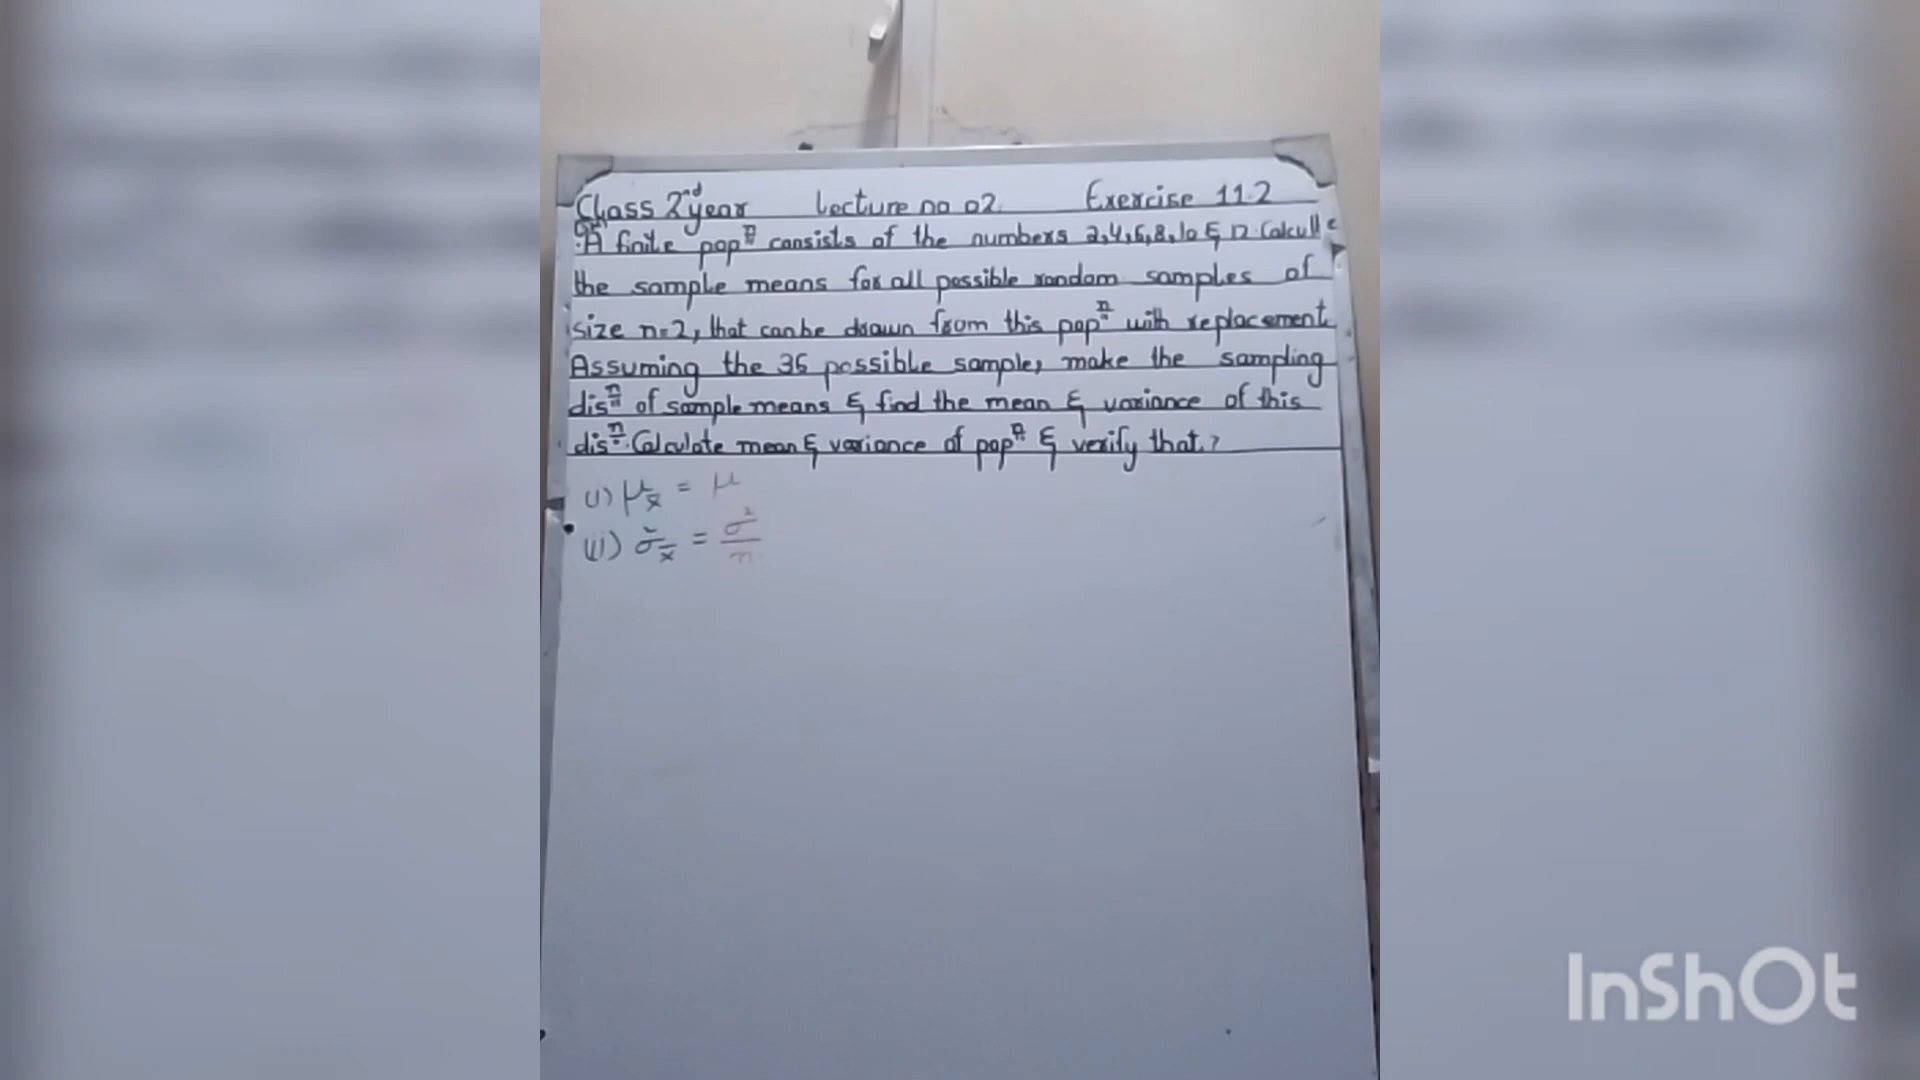 Class 2nd year Lecture no 02. Exercise 11.2
Q#1: A finite popⁿ consists of the numbers 2,4,6,8,10 & 12. Calculte
the sample means for all possible random samples of
size n=2, that can be drawn from this popⁿ with replacement
Assuming the 36 possible sample, make the sampling
disⁿ of sample means & find the mean & variance of this
disⁿ. Calculate mean & variance of popⁿ & verify that ?
(i) μx̄ = μ
(ii) σ²x̄ = σ²/n
InShOt